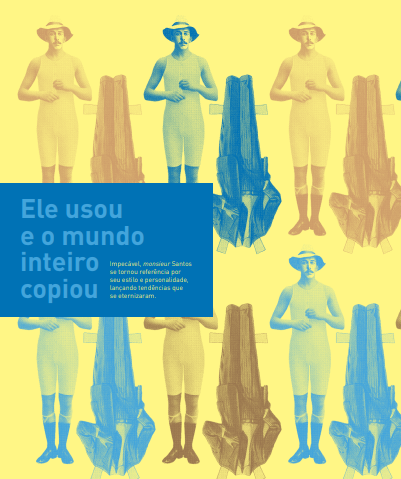 Ele usou
e o mundo
inteiro
copiou
Impecável, monsieur Santos
se tornou referência por
seu estilo e personalidade,
lançando tendências que
se eternizaram.